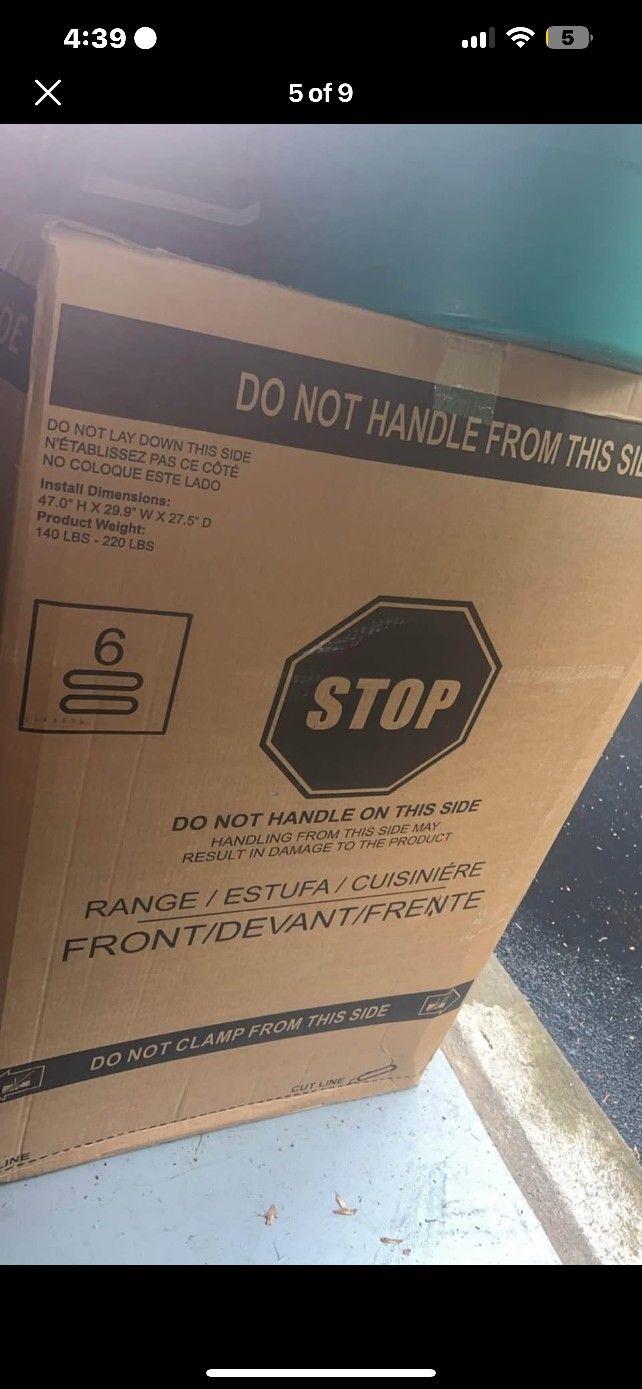 4:39
5
5 of 9
DE
DO NOT HANDLE FROM THIS SI
DO NOT LAY DOWN THIS SIDE
N'ÉTABLISSEZ PAS CE CÔTÉ
NO COLOQUE ESTE LADO
Install Dimensions:
47.0" H X 29.9" W X 27.5" D
Product Weight:
140 LBS - 220 LBS
6
STOP
DO NOT HANDLE ON THIS SIDE
HANDLING FROM THIS SIDE MAY
RESULT IN DAMAGE TO THE PRODUCT
RANGE / ESTUFA / CUISINIÉRE
FRONT/DEVANT/FRENTE
DO NOT CLAMP FROM THIS SIDE
CUT LINE
LINE